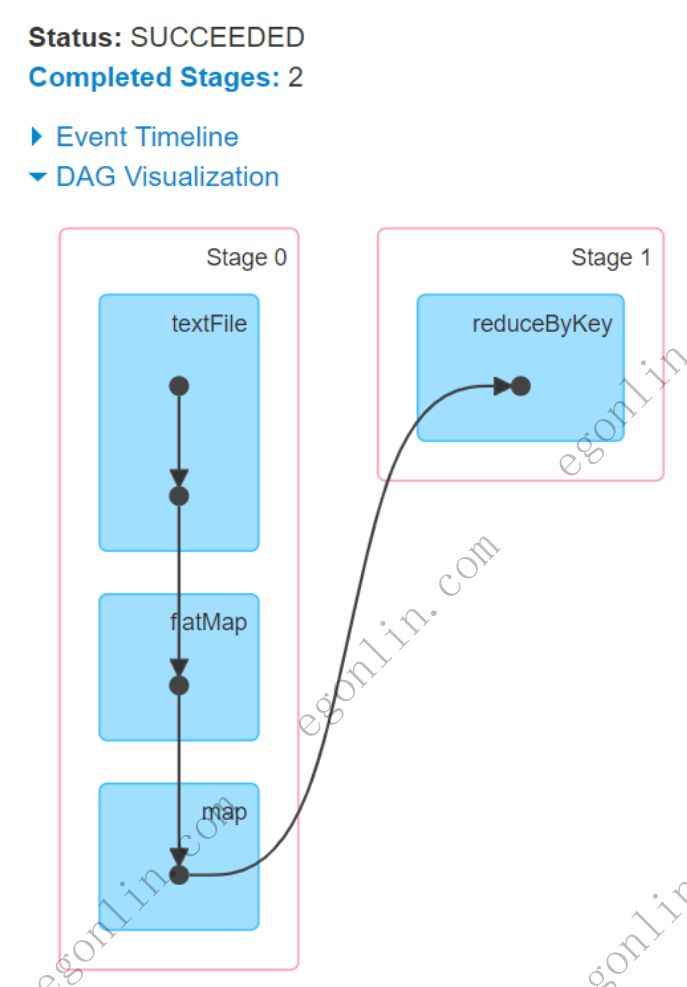 Status: SUCCEEDED
Completed Stages: 2
Event Timeline
DAG Visualization
Stage 0
textFile
flatMap
map
Stage 1
reduceByKey
egonlin
egonlin.com
egonlin.com
egonlin